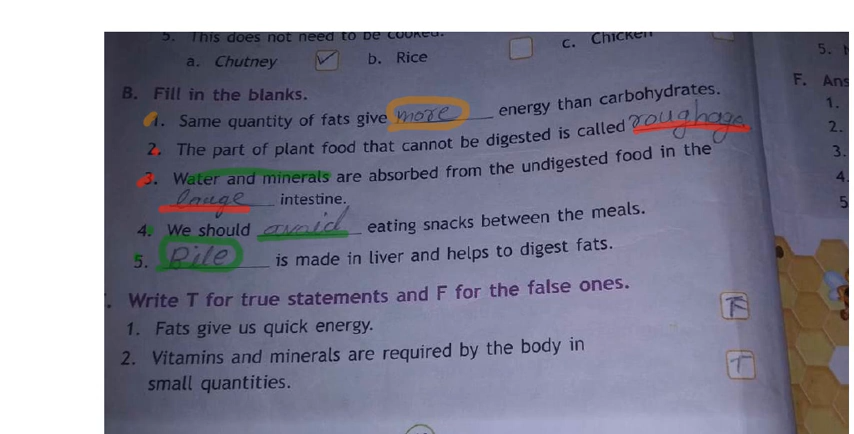 5. This does not need to be cooked.
a. Chutney b. Rice c. Chicken
B. Fill in the blanks.
1. Same quantity of fats give more energy than carbohydrates.
2. The part of plant food that cannot be digested is called roughage
3. Water and minerals are absorbed from the undigested food in the
large intestine.
4. We should avoid eating snacks between the meals.
5. Bile is made in liver and helps to digest fats.
. Write T for true statements and F for the false ones.
1. Fats give us quick energy. F
2. Vitamins and minerals are required by the body in
small quantities. T
5.
F. Ans
1.
2.
3.
4.
5